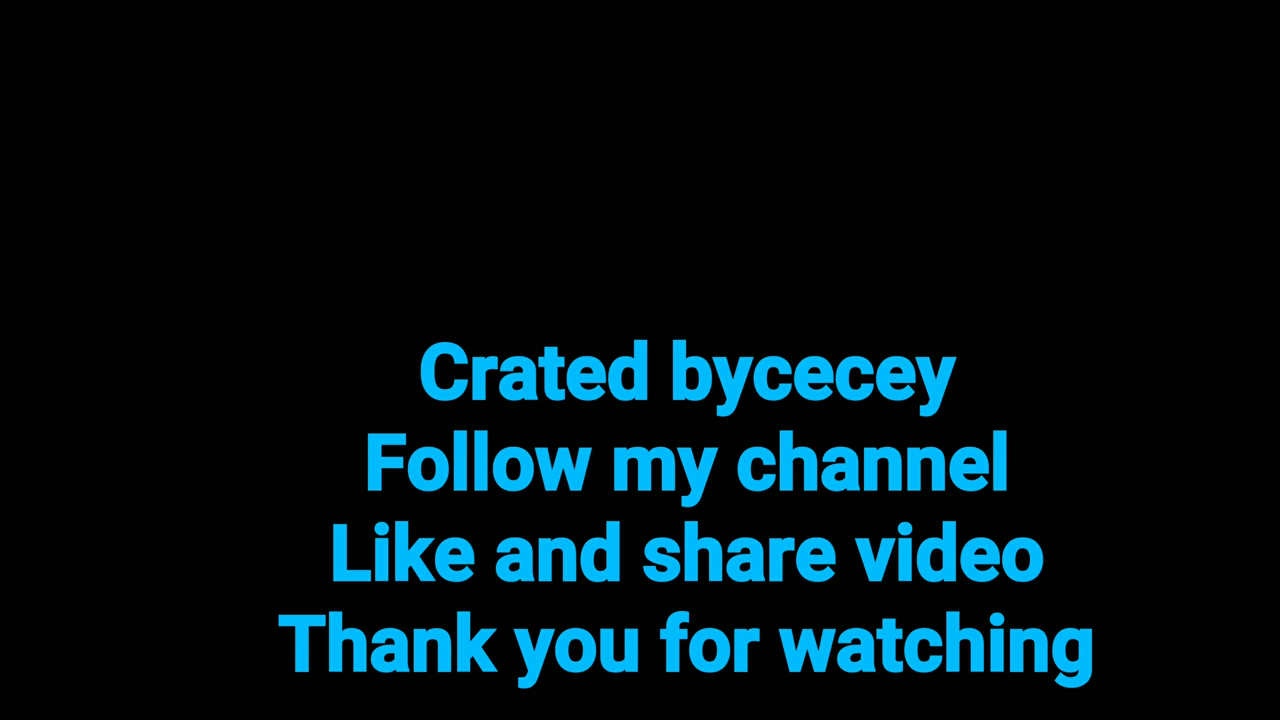 Crated bycecey
Follow my channel
Like and share video
Thank you for watching